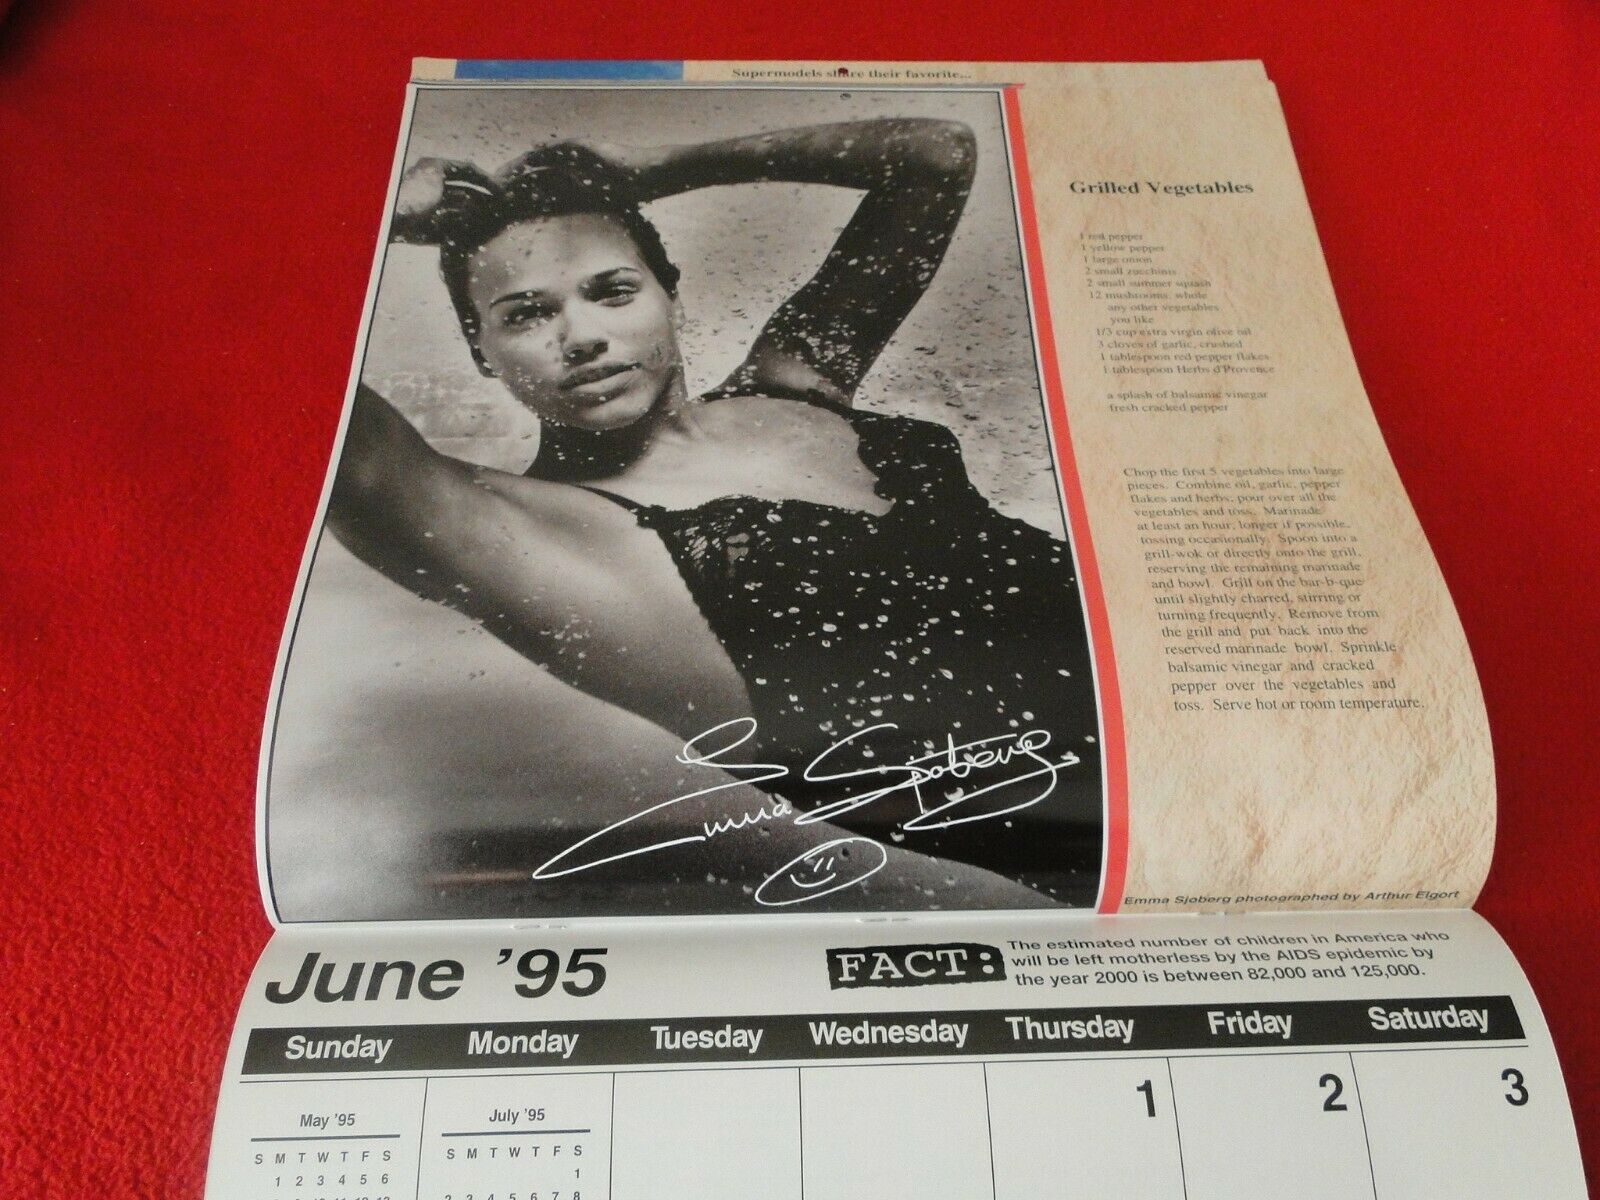 Supermodels share their favorite...
Grilled Vegetables
1 red pepper
1 yellow pepper
1 large onion
2 small zucchinis
2 small summer squash
12 mushrooms, whole
any other vegetables
you like
1/3 cup extra virgin olive oil
3 cloves of garlic, crushed
1 tablespoon red pepper flakes
1 tablespoon Herbs d'Provence
a splash of balsamic vinegar
fresh cracked pepper
Chop the first 5 vegetables into large
pieces. Combine oil, garlic, pepper
flakes and herbs; pour over all the
vegetables and toss. Marinade
at least an hour, longer if possible,
tossing occasionally. Spoon into a
grill-wok or directly onto the grill,
reserving the remaining marinade
and bowl. Grill on the bar-b-que
until slightly charred, stirring or
turning frequently. Remove from
the grill and put back into the
reserved marinade bowl. Sprinkle
balsamic vinegar and cracked
pepper over the vegetables and
toss. Serve hot or room temperature.
Emma Sjoberg
Emma Sjoberg photographed by Arthur Elgort
June '95
FACT:
The estimated number of children in America who
will be left motherless by the AIDS epidemic by
the year 2000 is between 82,000 and 125,000.
Sunday Monday Tuesday Wednesday Thursday Friday Saturday
1 2 3
May '95
S M T W T F S
1 2 3 4 5 6
July '95
S M T W T F S
1
2 3 4 5 6 7 8